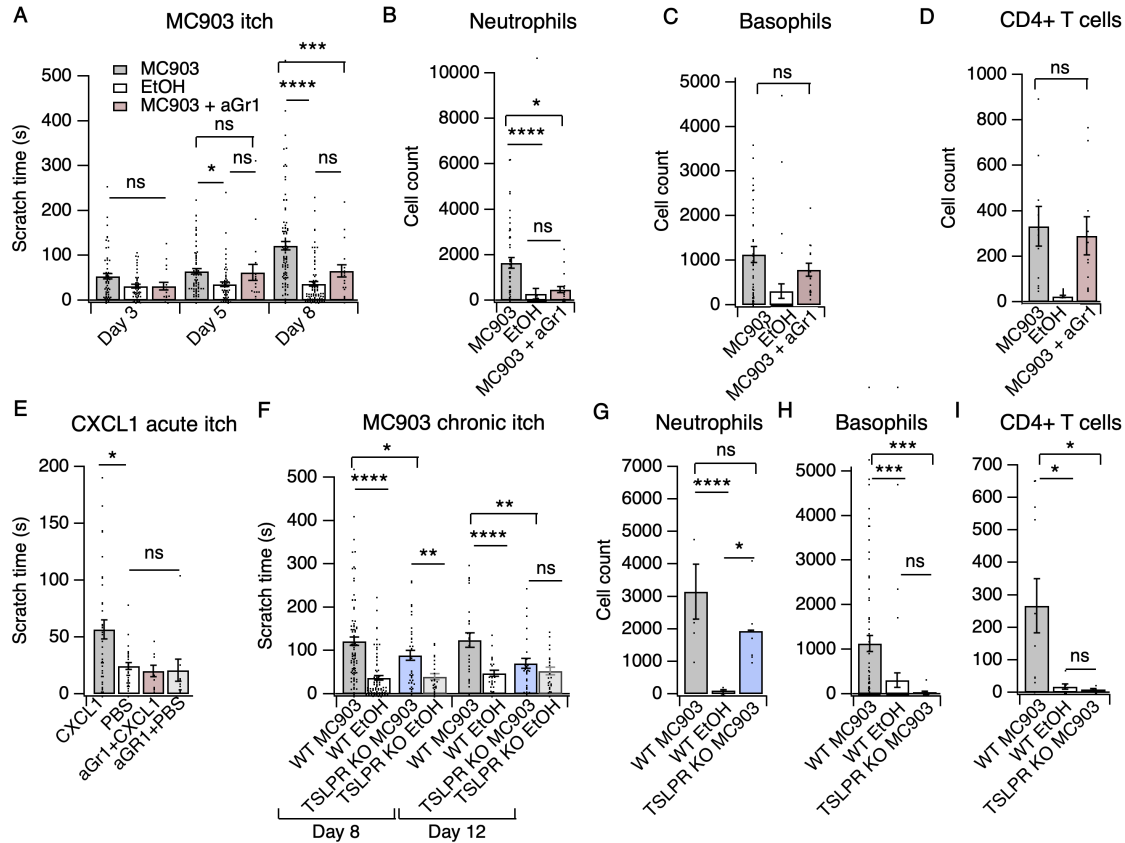 A
MC903 itch
MC903
EtOH
MC903 + aGr1
Scratch time (s)
500
400
300
200
100
0
ns
ns
*
ns
****
***
ns
Day 3
Day 5
Day 8
B
Neutrophils
Cell count
10000
8000
6000
4000
2000
0
*
****
ns
MC903
EtOH
MC903 + aGr1
C
Basophils
Cell count
5000
4000
3000
2000
1000
0
ns
MC903
EtOH
MC903 + aGr1
D
CD4+ T cells
Cell count
1000
800
600
400
200
0
ns
MC903
EtOH
MC903 + aGr1
E
CXCL1 acute itch
Scratch time (s)
200
150
100
50
0
*
ns
CXCL1
PBS
aGr1+CXCL1
aGR1+PBS
F
MC903 chronic itch
Scratch time (s)
500
400
300
200
100
0
*
****
**
**
****
ns
WT MC903
WT EtOH
TSLPR KO MC903
TSLPR KO EtOH
WT MC903
WT EtOH
TSLPR KO MC903
TSLPR KO EtOH
Day 8
Day 12
G
Neutrophils
Cell count
7000
6000
5000
4000
3000
2000
1000
0
ns
****
*
WT MC903
WT EtOH
TSLPR KO MC903
H
Basophils
5000
4000
3000
2000
1000
0
***
***
ns
WT MC903
WT EtOH
TSLPR KO MC903
I
CD4+ T cells
700
600
500
400
300
200
100
0
*
*
ns
WT MC903
WT EtOH
TSLPR KO MC903